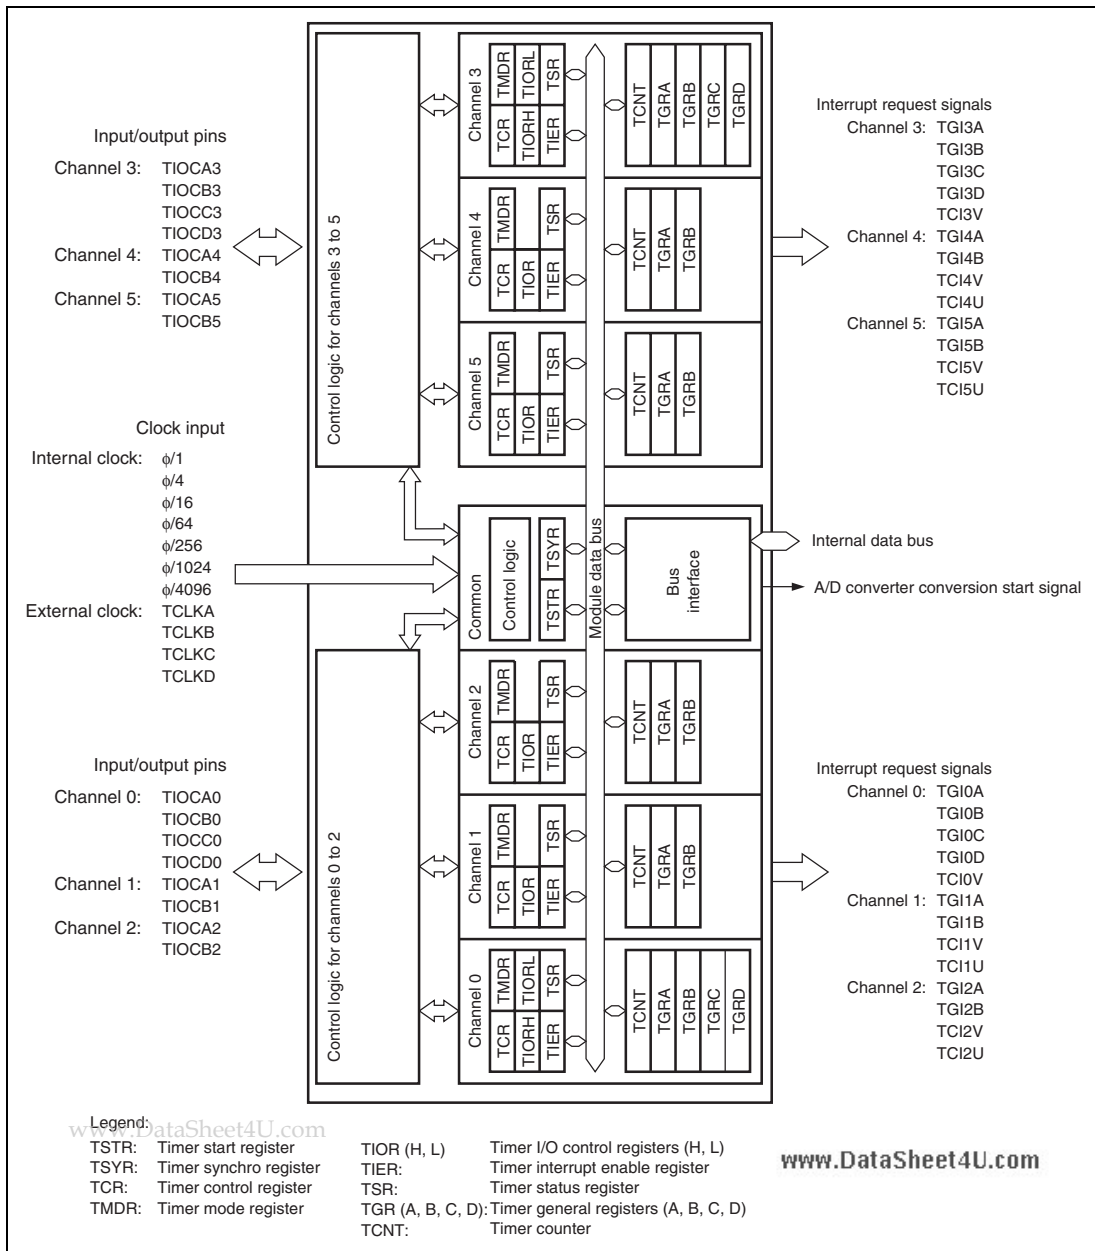 Input/output pins
Channel 3: TIOCA3
TIOCB3
TIOCC3
TIOCD3
Channel 4: TIOCA4
TIOCB4
Channel 5: TIOCA5
TIOCB5
Clock input
Internal clock: ϕ/1
ϕ/4
ϕ/16
ϕ/64
ϕ/256
ϕ/1024
ϕ/4096
External clock: TCLKA
TCLKB
TCLKC
TCLKD
Input/output pins
Channel 0: TIOCA0
TIOCB0
TIOCC0
TIOCD0
Channel 1: TIOCA1
TIOCB1
Channel 2: TIOCA2
TIOCB2
Control logic for channels 3 to 5
Control logic for channels 0 to 2
Channel 3
TMDR TIORL TSR
TCR TIORH TIER
TCNT TGRA TGRB TGRC TGRD
Channel 4
TMDR TSR
TCR TIOR TIER
TCNT TGRA TGRB
Channel 5
TMDR TSR
TCR TIOR TIER
TCNT TGRA TGRB
Common
Control logic
TSTR TSYR
Module data bus
Bus interface
Channel 2
TMDR TSR
TCR TIOR TIER
TCNT TGRA TGRB
Channel 1
TMDR TSR
TCR TIOR TIER
TCNT TGRA TGRB
Channel 0
TMDR TIORL TSR
TCR TIORH TIER
TCNT TGRA TGRB TGRC TGRD
Interrupt request signals
Channel 3: TGI3A
TGI3B
TGI3C
TGI3D
TCI3V
Channel 4: TGI4A
TGI4B
TCI4V
TCI4U
Channel 5: TGI5A
TGI5B
TCI5V
TCI5U
Internal data bus
A/D converter conversion start signal
Interrupt request signals
Channel 0: TGI0A
TGI0B
TGI0C
TGI0D
TCI0V
Channel 1: TGI1A
TGI1B
TCI1V
TCI1U
Channel 2: TGI2A
TGI2B
TCI2V
TCI2U
Legend:
www.DataSheet4U.com
TSTR: Timer start register
TSYR: Timer synchro register
TCR: Timer control register
TMDR: Timer mode register
TIOR (H, L) Timer I/O control registers (H, L)
TIER: Timer interrupt enable register
TSR: Timer status register
TGR (A, B, C, D): Timer general registers (A, B, C, D)
TCNT: Timer counter
www.DataSheet4U.com